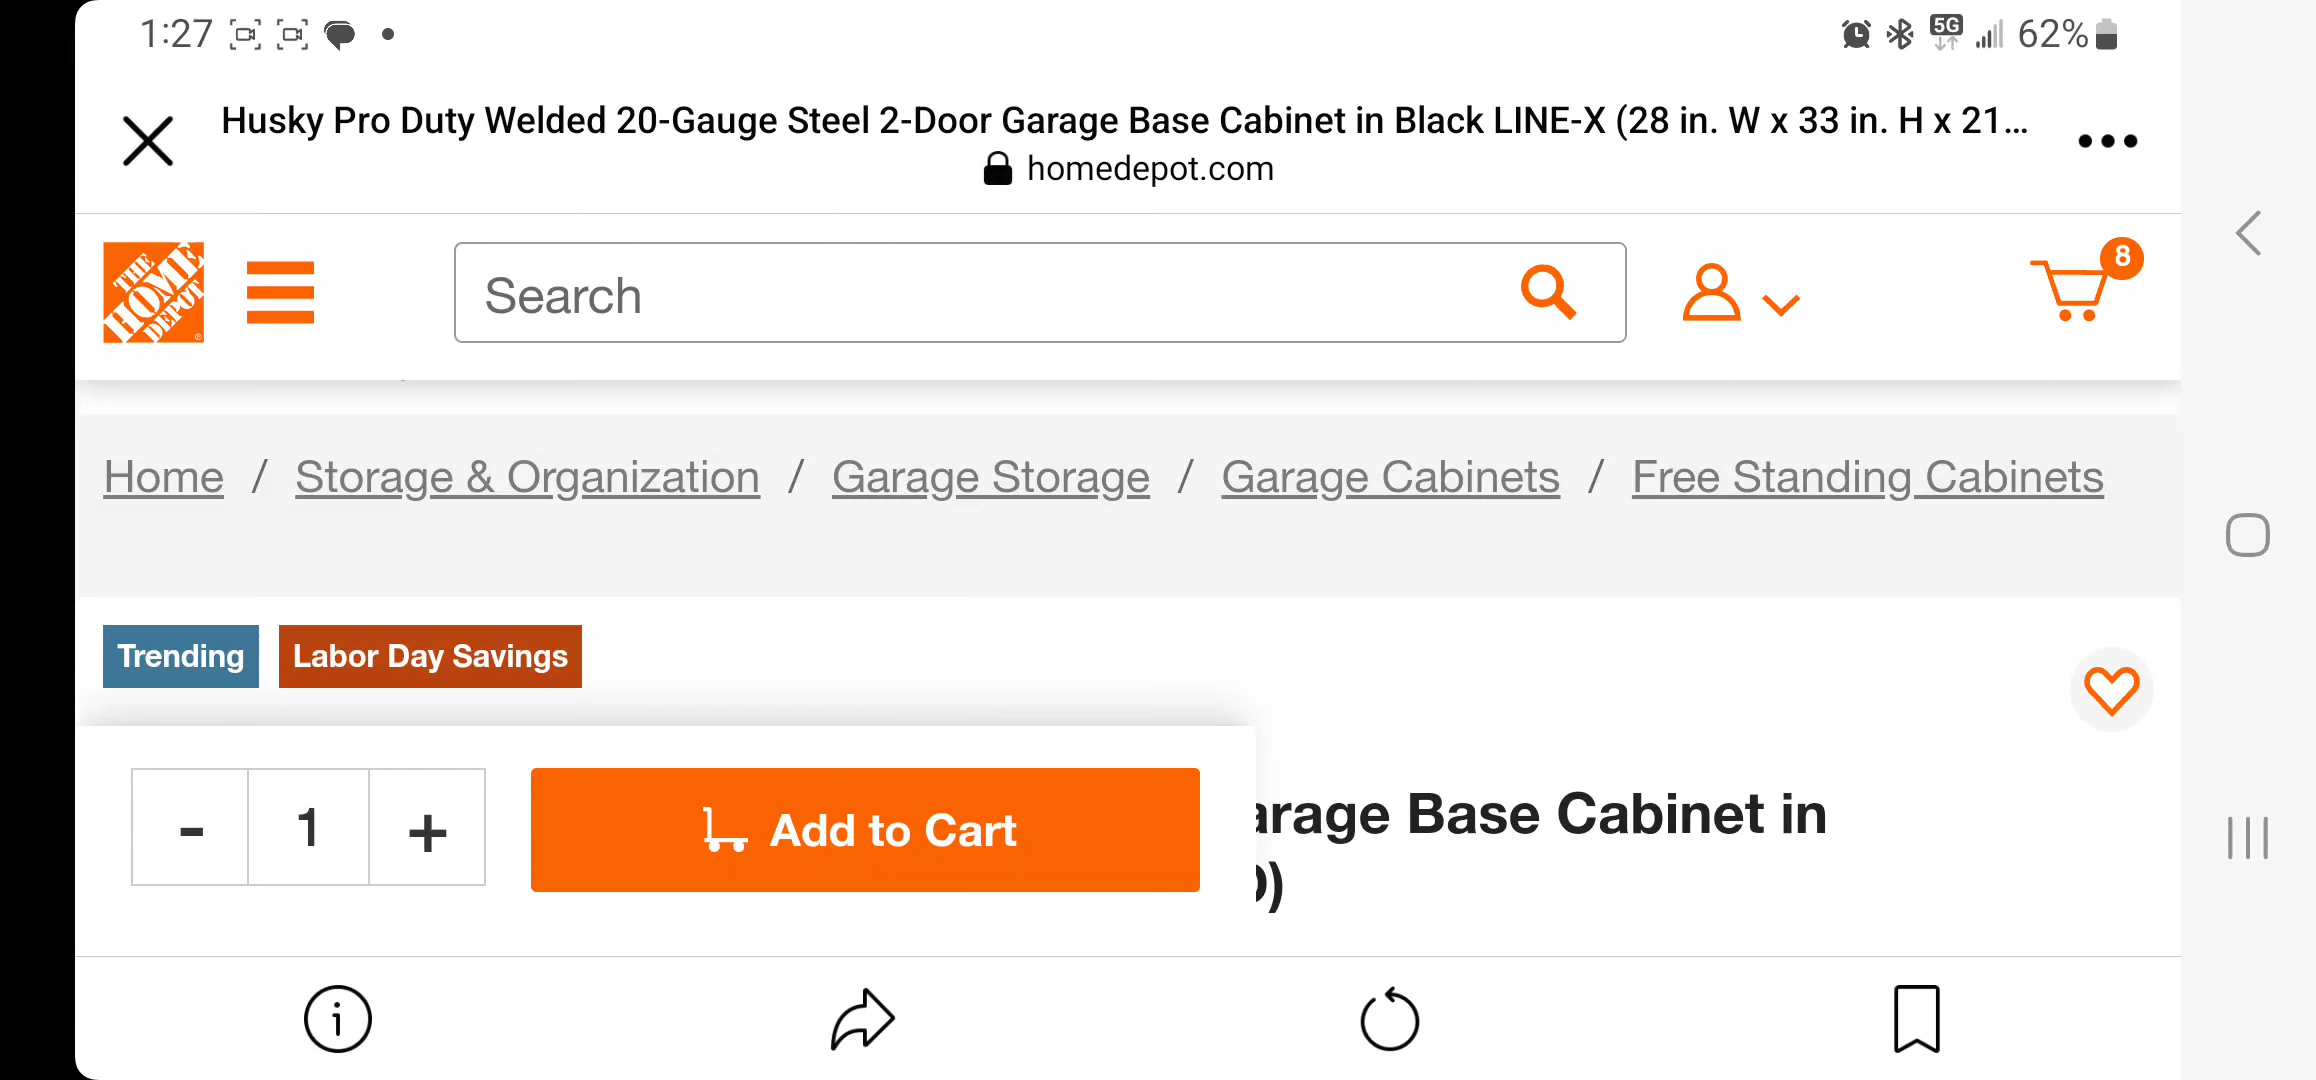 1:27
5G
62%
Husky Pro Duty Welded 20-Gauge Steel 2-Door Garage Base Cabinet in Black LINE-X (28 in. W x 33 in. H x 21...
homedepot.com
THE HOME DEPOT
Search
8
Home / Storage & Organization / Garage Storage / Garage Cabinets / Free Standing Cabinets
Trending
Labor Day Savings
- 1 +
Add to Cart
arage Base Cabinet in
)